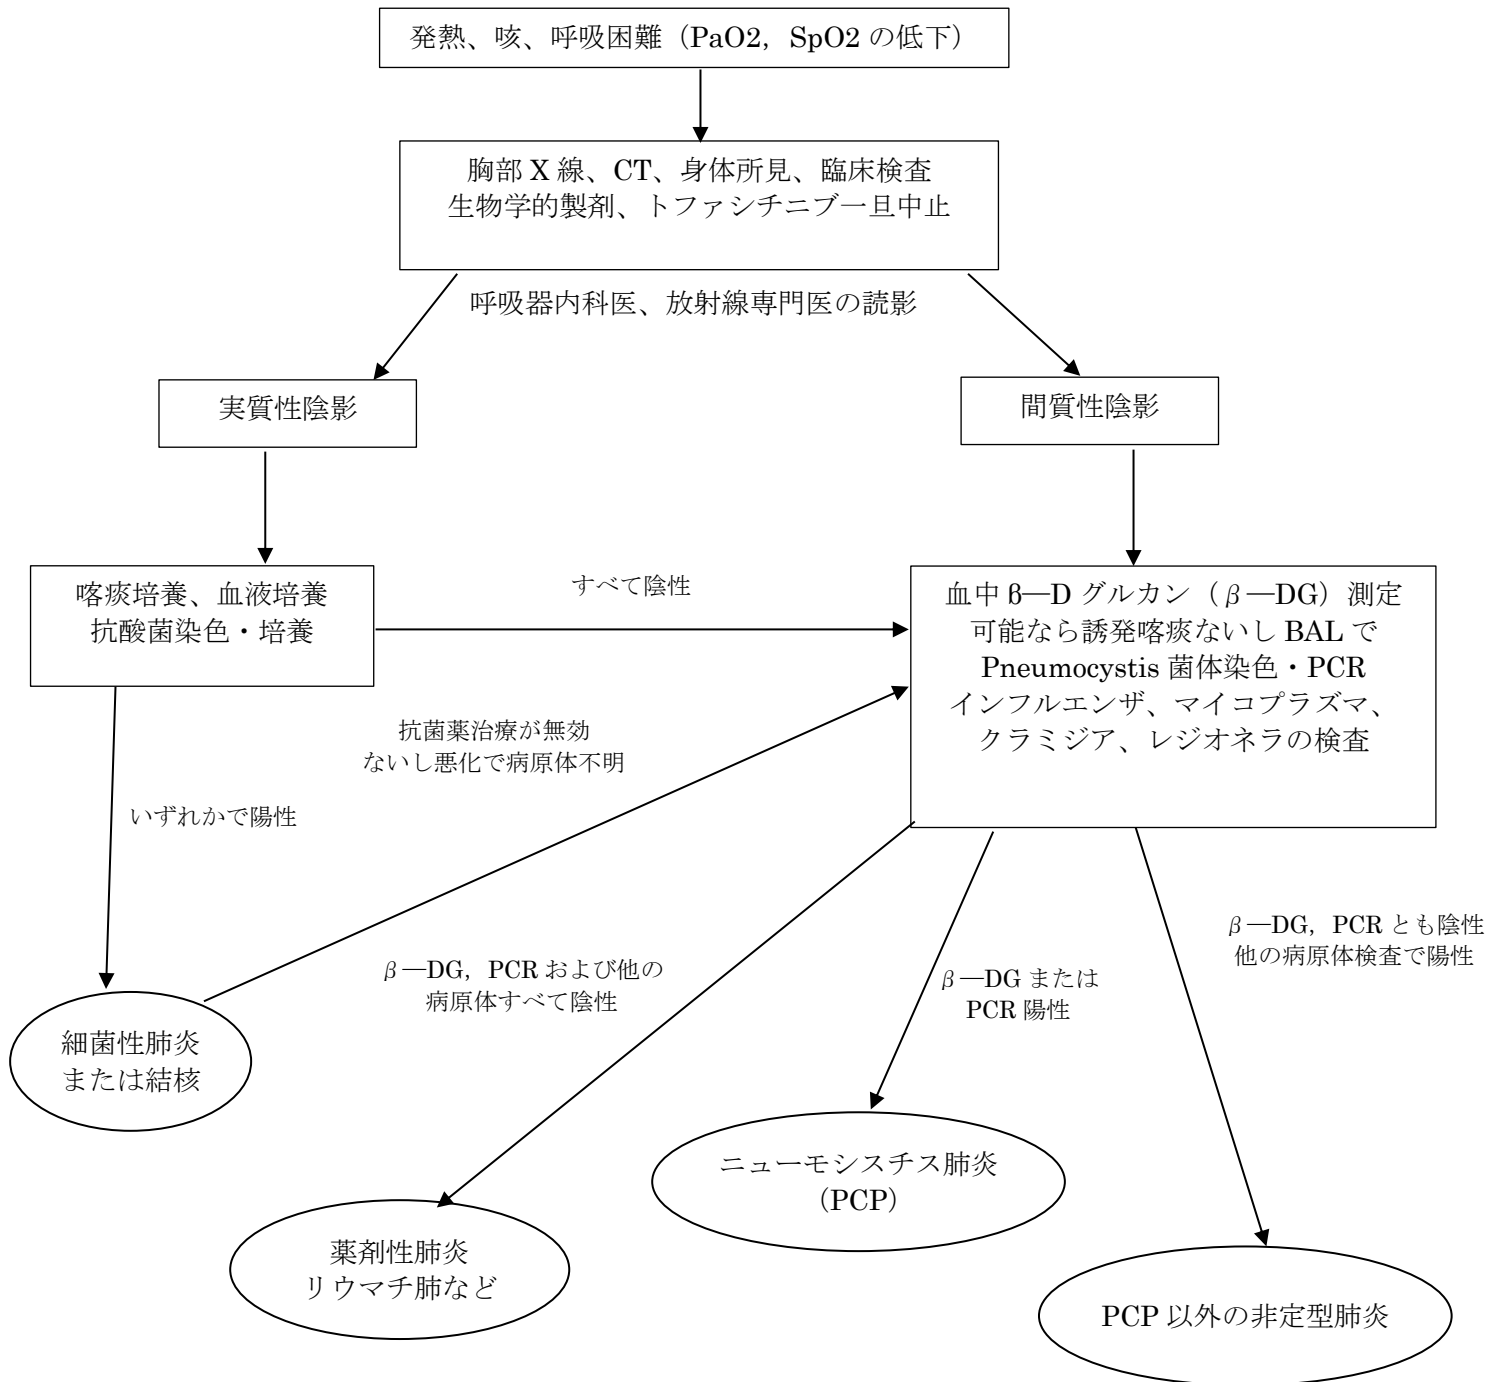 発熱、咳、呼吸困難（PaO2，SpO2 の低下）
胸部 X 線、CT、身体所見、臨床検査
生物学的製剤、トファシチニブ一旦中止
呼吸器内科医、放射線専門医の読影
実質性陰影
間質性陰影
喀痰培養、血液培養
抗酸菌染色・培養
すべて陰性
血中 β―D グルカン（β―DG）測定
可能なら誘発喀痰ないし BAL で
Pneumocystis 菌体染色・PCR
インフルエンザ、マイコプラズマ、
クラミジア、レジオネラの検査
抗菌薬治療が無効
ないし悪化で病原体不明
いずれかで陽性
β―DG，PCR および他の
病原体すべて陰性
β―DG または
PCR 陽性
β―DG，PCR とも陰性
他の病原体検査で陽性
細菌性肺炎
または結核
ニューモシスチス肺炎
（PCP）
薬剤性肺炎
リウマチ肺など
PCP 以外の非定型肺炎